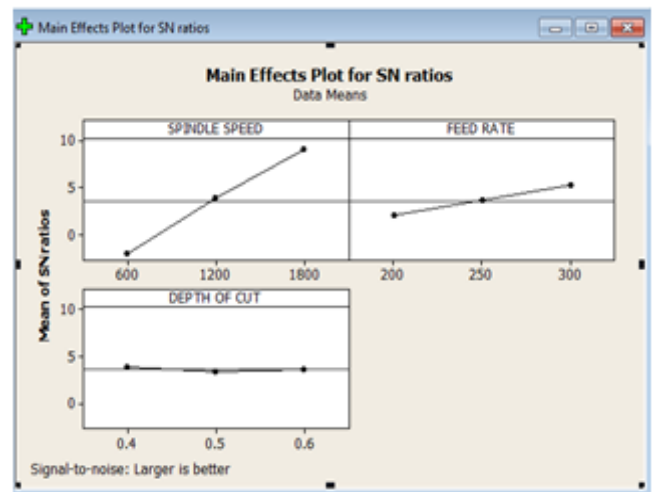 Main Effects Plot for SN ratios
Main Effects Plot for SN ratios
Data Means
SPINDLE SPEED
FEED RATE
10
5
0
600
1200
1800
200
250
300
Mean of SN ratios
DEPTH OF CUT
10
5
0
0.4
0.5
0.6
Signal-to-noise: Larger is better